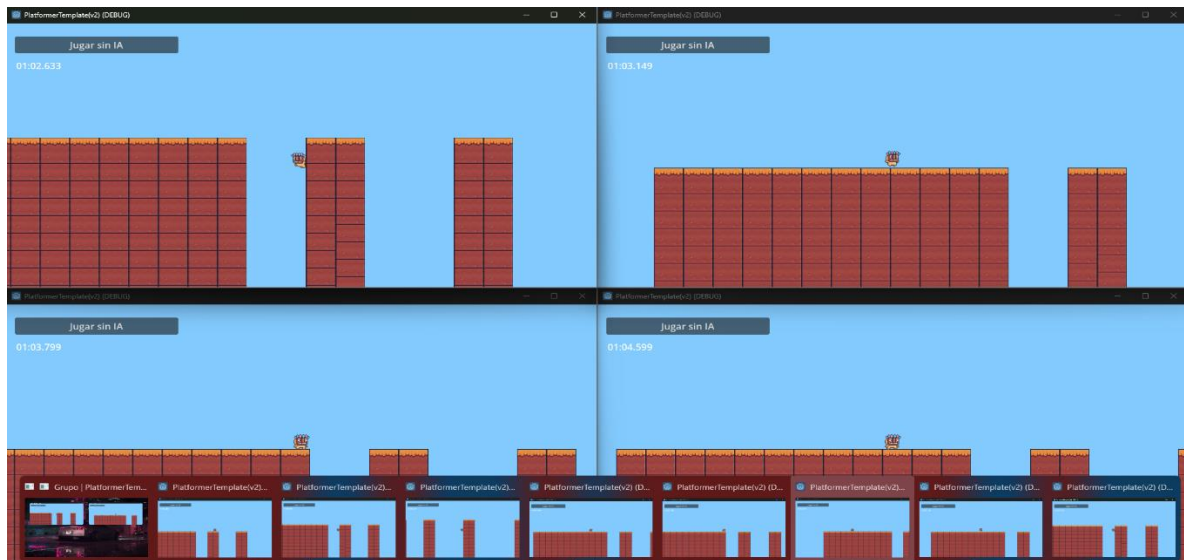 PlatformerTemplate(v2) (DEBUG)
Jugar sin IA
01:02.633
PlatformerTemplate(v2) (DEBUG)
Jugar sin IA
01:03.149
PlatformerTemplate(v2) (DEBUG)
Jugar sin IA
01:03.799
PlatformerTemplate(v2) (DEBUG)
Jugar sin IA
01:04.599
Grupo | PlatformerTem...
PlatformerTemplate(v2)...
PlatformerTemplate(v2)...
PlatformerTemplate(v2)...
PlatformerTemplate(v2) (D...
PlatformerTemplate(v2) (D...
PlatformerTemplate(v2)...
PlatformerTemplate(v2) (D...
PlatformerTemplate(v2) (D...